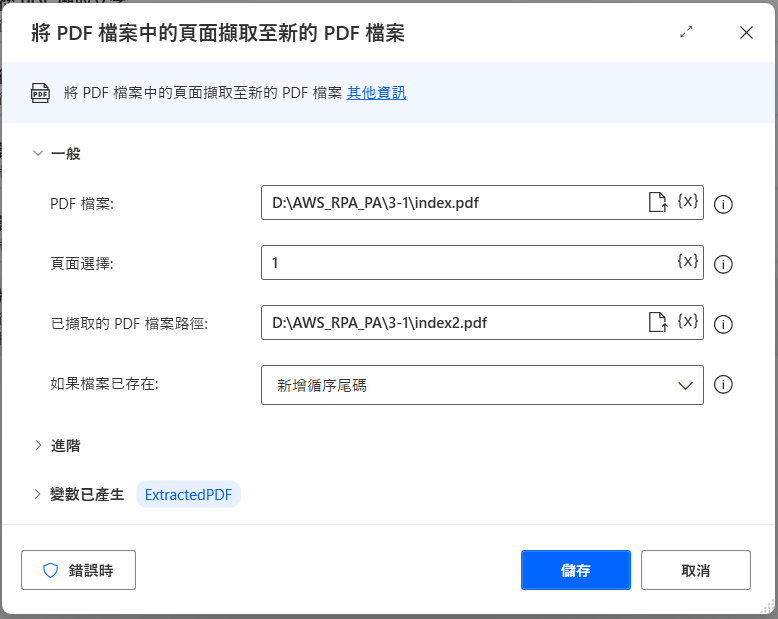 將 PDF 檔案中的頁面擷取至新的 PDF 檔案
將 PDF 檔案中的頁面擷取至新的 PDF 檔案 其他資訊
一般
PDF 檔案: D:\AWS_RPA_PA\3-1\index.pdf {x}
頁面選擇: 1 {x}
已擷取的 PDF 檔案路徑: D:\AWS_RPA_PA\3-1\index2.pdf {x}
如果檔案已存在: 新增循序尾碼
進階
變數已產生 ExtractedPDF
錯誤時 儲存 取消